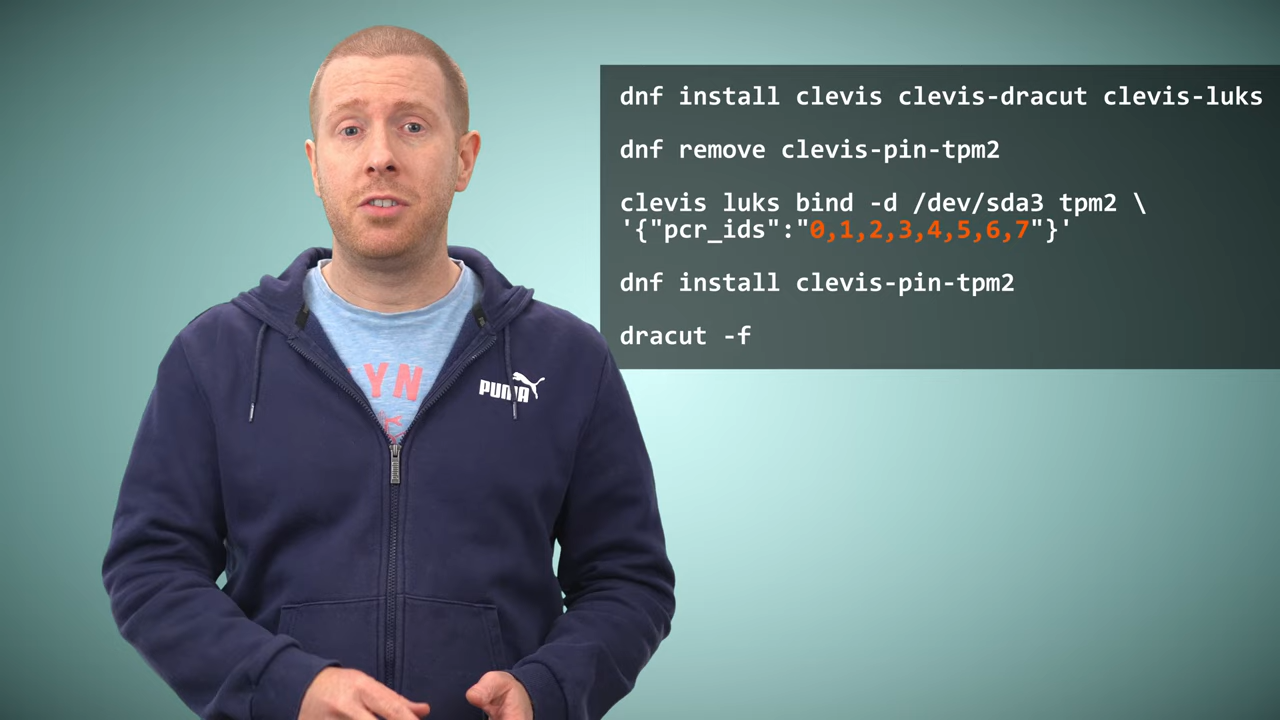 dnf install clevis clevis-dracut clevis-luks
dnf remove clevis-pin-tpm2
clevis luks bind -d /dev/sda3 tpm2 \
'{"pcr_ids":"0,1,2,3,4,5,6,7"}'
dnf install clevis-pin-tpm2
dracut -f
PUMA
YN